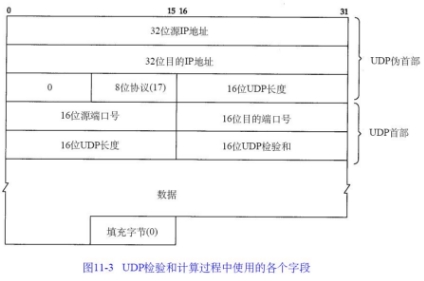 0 15 16 31
32位源IP地址
32位目的IP地址
UDP伪首部
0 8位协议(17) 16位UDP长度
16位源端口号 16位目的端口号
UDP首部
16位UDP长度 16位UDP检验和
数据
填充字节(0)
图11-3 UDP检验和计算过程中使用的各个字段